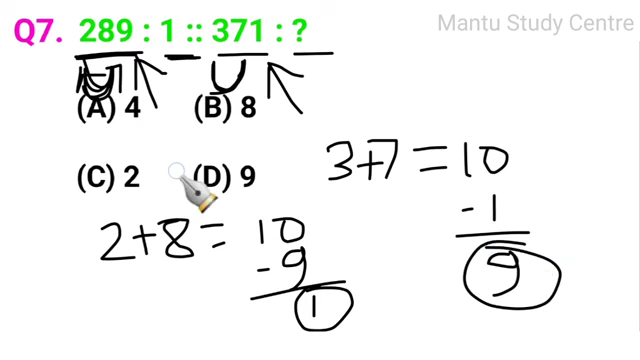 Mantu Study Centre
Q7. 289 : 1 :: 371 : ?
(A) 4 (B) 8
(C) 2 (D) 9
3+7=10
-1
9
2+8=10
-9
1